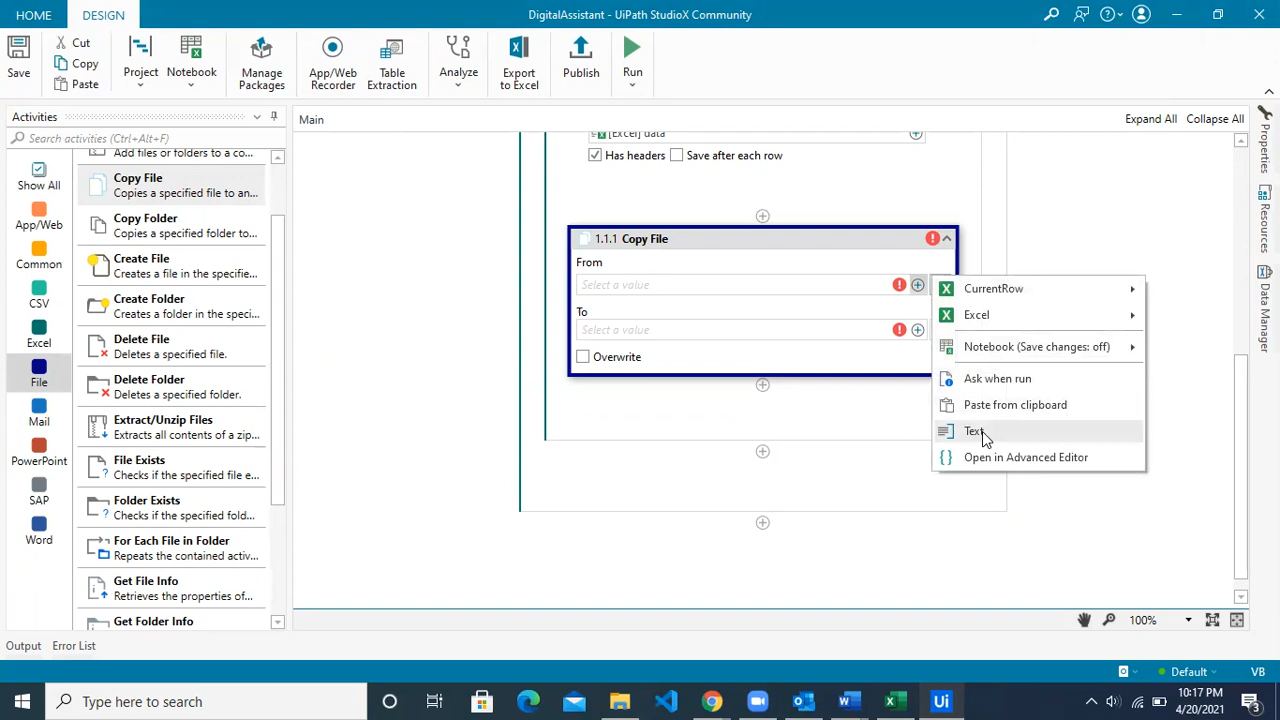 HOME
DESIGN
DigitalAssistant - UiPath StudioX Community
Save
Cut
Copy
Paste
Project
Notebook
Manage
Packages
App/Web
Recorder
Table
Extraction
Analyze
Export
to Excel
Publish
Run
Activities
Search activities (Ctrl+Alt+F)
Show All
App/Web
Common
CSV
Excel
File
Mail
PowerPoint
SAP
Word
Add files or folders to a co...
Copy File
Copies a specified file to an...
Copy Folder
Copies a specified folder to...
Create File
Creates a file in the specifie...
Create Folder
Creates a folder in the speci...
Delete File
Deletes a specified file.
Delete Folder
Deletes a specified folder.
Extract/Unzip Files
Extracts all contents of a zip...
File Exists
Checks if the specified file e...
Folder Exists
Checks if the specified fold...
For Each File in Folder
Repeats the contained activ...
Get File Info
Retrieves the properties of...
Get Folder Info
Main
Expand All
Collapse All
[Excel] data
Has headers
Save after each row
1.1.1 Copy File
From
Select a value
To
Select a value
Overwrite
CurrentRow
Excel
Notebook (Save changes: off)
Ask when run
Paste from clipboard
Text
Open in Advanced Editor
Properties
Resources
Data Manager
100%
Output
Error List
Default
VB
Type here to search
Ui
10:17 PM
4/20/2021
3